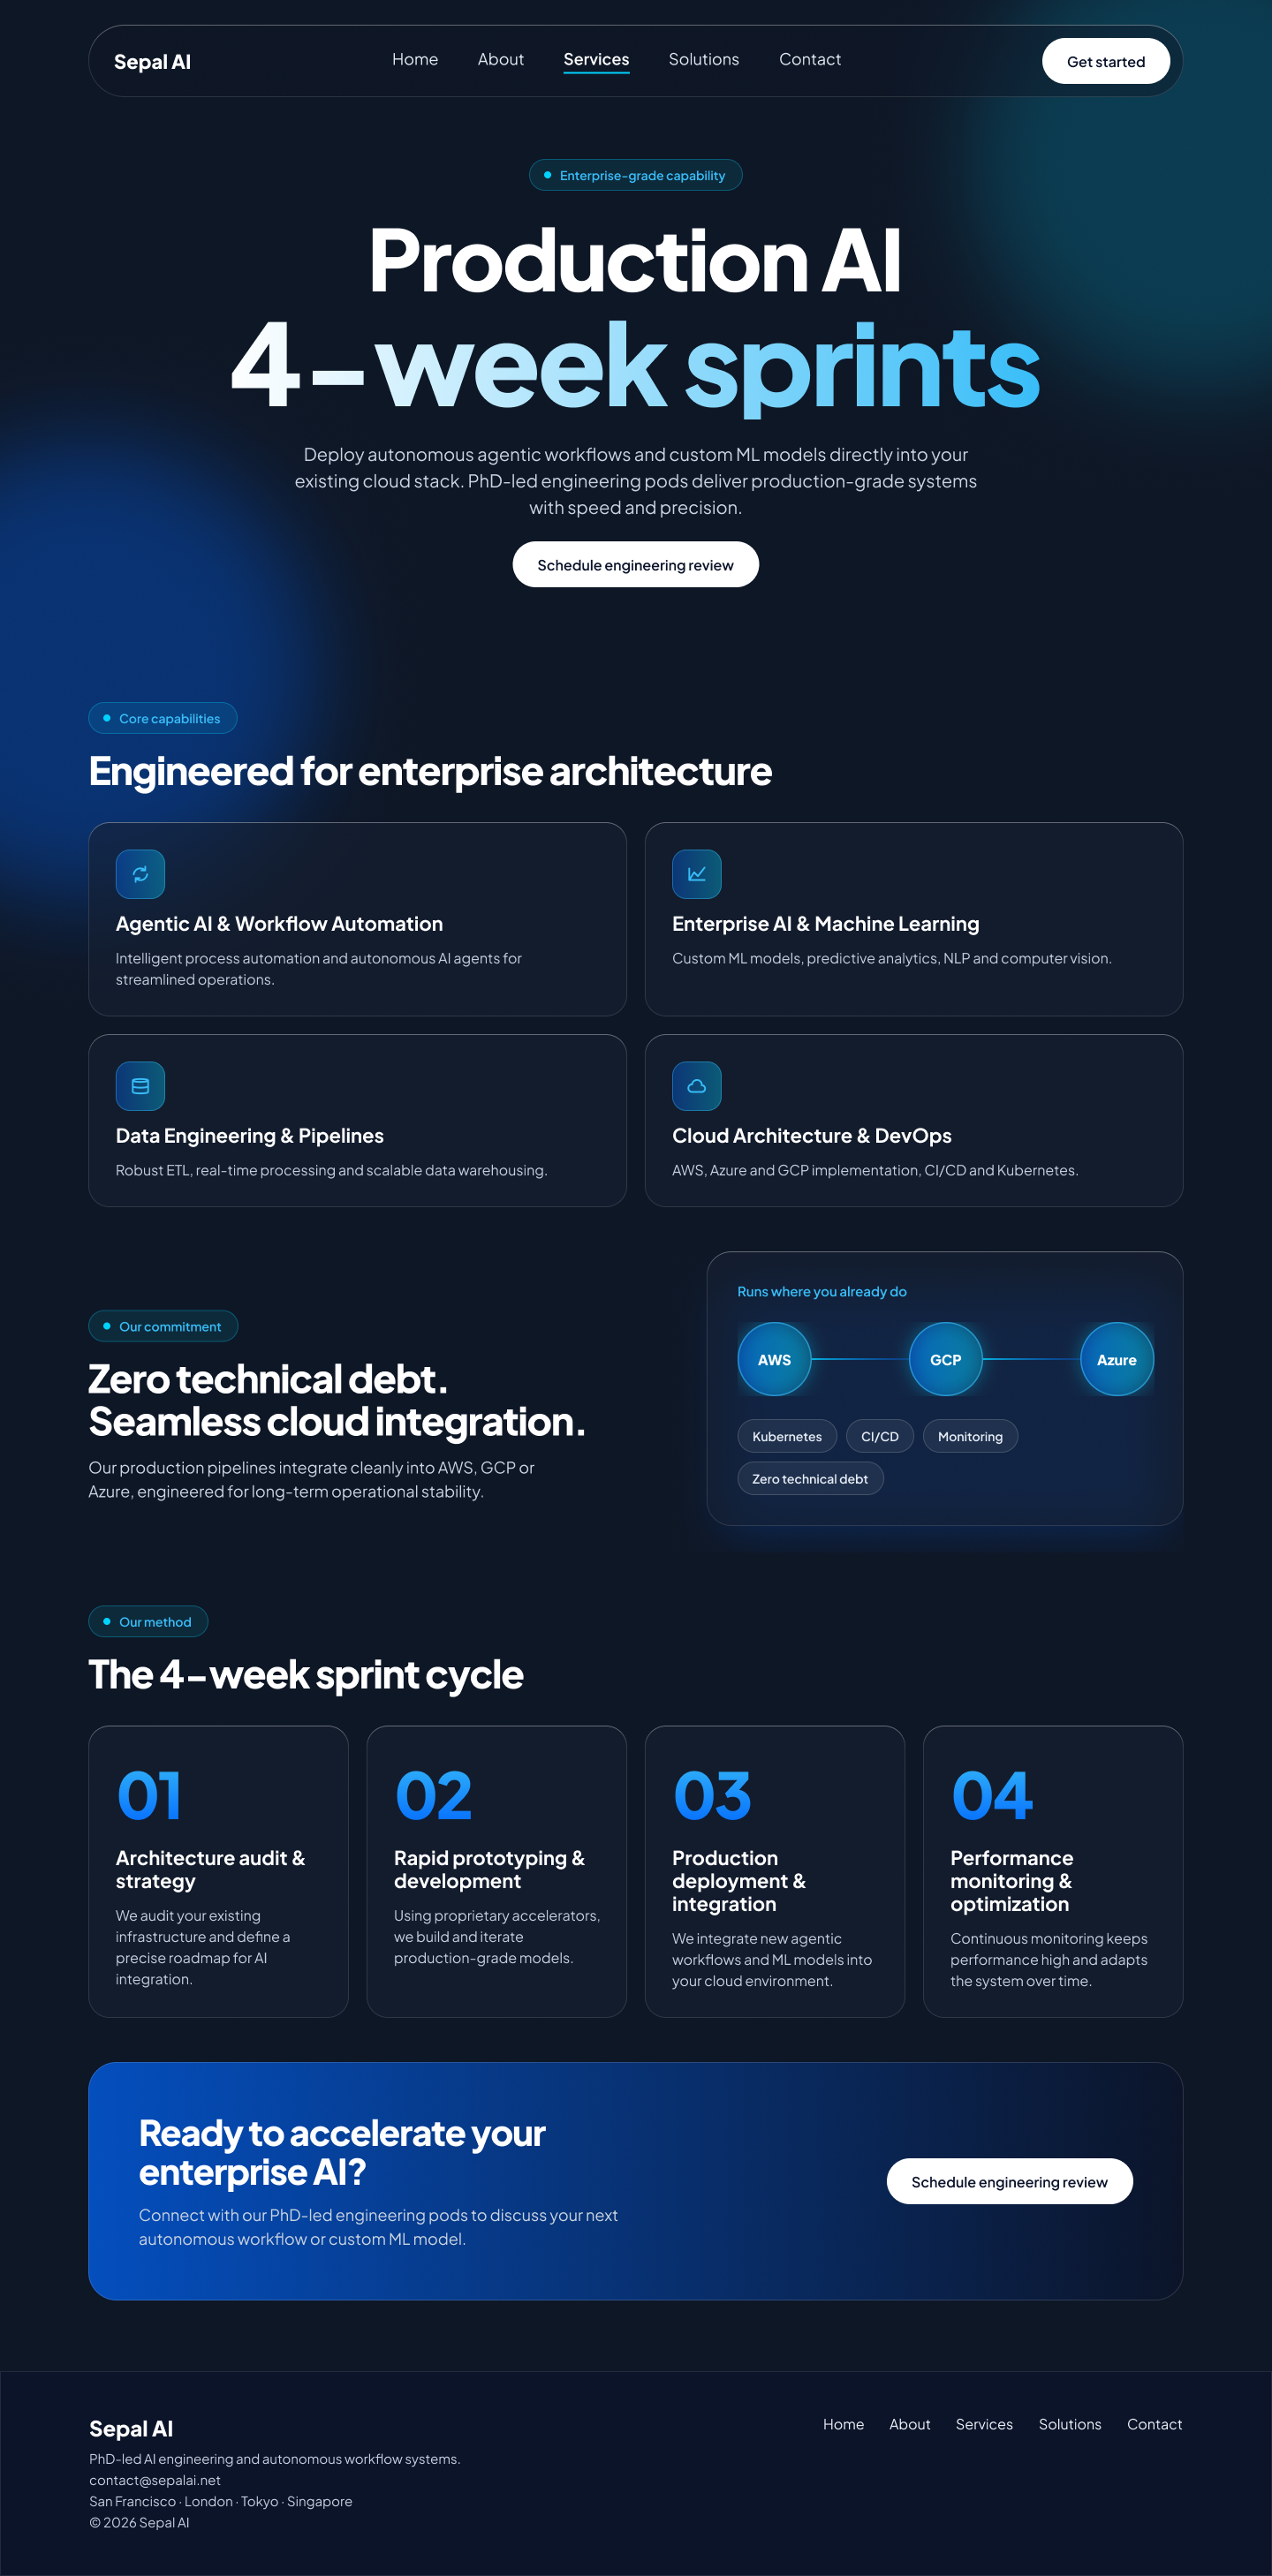 Sepal AI
Home
About
Services
Solutions
Contact
Get started
Enterprise-grade capability
Production AI
4-week sprints
Deploy autonomous agentic workflows and custom ML models directly into your
existing cloud stack. PhD-led engineering pods deliver production-grade systems
with speed and precision.
Schedule engineering review
Core capabilities
Engineered for enterprise architecture
Agentic AI & Workflow Automation
Intelligent process automation and autonomous AI agents for
streamlined operations.
Enterprise AI & Machine Learning
Custom ML models, predictive analytics, NLP and computer vision.
Data Engineering & Pipelines
Robust ETL, real-time processing and scalable data warehousing.
Cloud Architecture & DevOps
AWS, Azure and GCP implementation, CI/CD and Kubernetes.
Our commitment
Zero technical debt.
Seamless cloud integration.
Our production pipelines integrate cleanly into AWS, GCP or
Azure, engineered for long-term operational stability.
Runs where you already do
AWS
GCP
Azure
Kubernetes
CI/CD
Monitoring
Zero technical debt
Our method
The 4-week sprint cycle
01
Architecture audit &
strategy
We audit your existing
infrastructure and define a
precise roadmap for AI
integration.
02
Rapid prototyping &
development
Using proprietary accelerators,
we build and iterate
production-grade models.
03
Production
deployment &
integration
We integrate new agentic
workflows and ML models into
your cloud environment.
04
Performance
monitoring &
optimization
Continuous monitoring keeps
performance high and adapts
the system over time.
Ready to accelerate your
enterprise AI?
Connect with our PhD-led engineering pods to discuss your next
autonomous workflow or custom ML model.
Schedule engineering review
Sepal AI
PhD-led AI engineering and autonomous workflow systems.
contact@sepalai.net
San Francisco · London · Tokyo · Singapore
© 2026 Sepal AI
Home
About
Services
Solutions
Contact